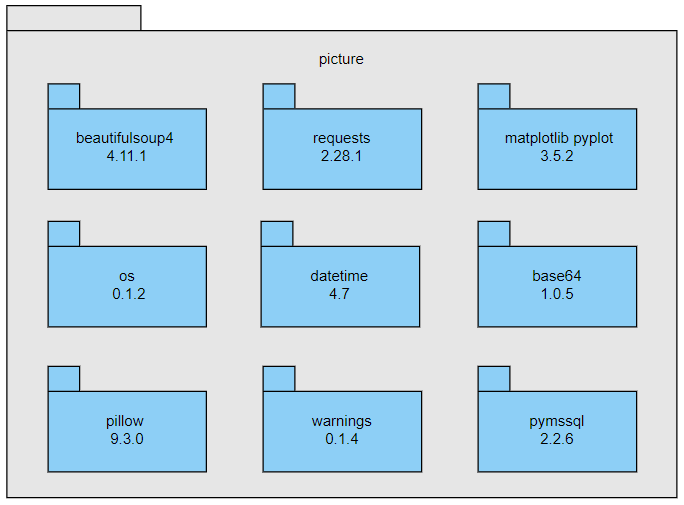 picture
beautifulsoup4
4.11.1
requests
2.28.1
matplotlib pyplot
3.5.2
os
0.1.2
datetime
4.7
base64
1.0.5
pillow
9.3.0
warnings
0.1.4
pymssql
2.2.6